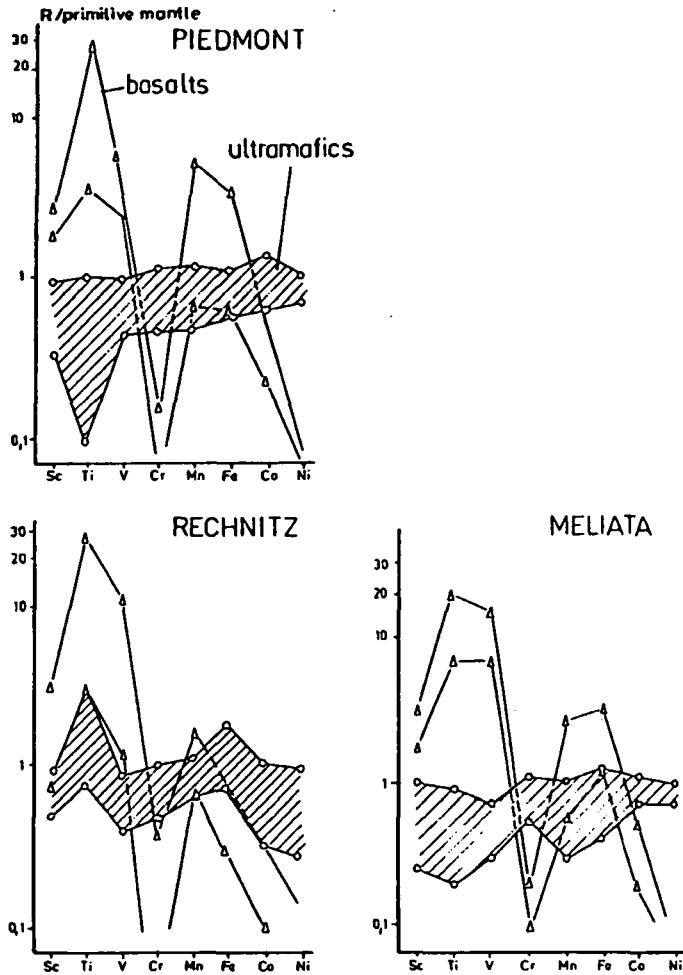 R/primitive mantle
PIEDMONT
30
20
10
1
0,1
basalts
ultramafics
Sc Ti V Cr Mn Fe Co Ni
RECHNITZ
30
20
10
1
0,1
Sc Ti V Cr Mn Fe Co Ni
MELIATA
30
20
10
1
0,1
Sc Ti V Cr Mn Fe Co Ni